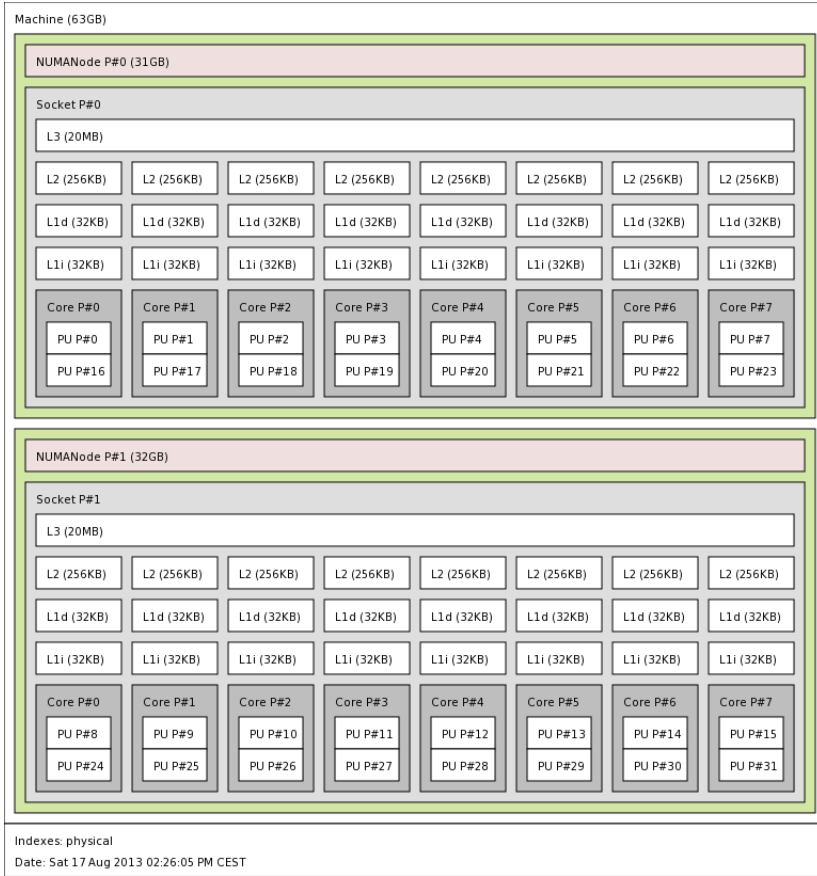 Machine (63GB)
NUMANode P#0 (31GB)
Socket P#0
L3 (20MB)
L2 (256KB) L2 (256KB) L2 (256KB) L2 (256KB) L2 (256KB) L2 (256KB) L2 (256KB) L2 (256KB)
L1d (32KB) L1d (32KB) L1d (32KB) L1d (32KB) L1d (32KB) L1d (32KB) L1d (32KB) L1d (32KB)
L1i (32KB) L1i (32KB) L1i (32KB) L1i (32KB) L1i (32KB) L1i (32KB) L1i (32KB) L1i (32KB)
Core P#0 Core P#1 Core P#2 Core P#3 Core P#4 Core P#5 Core P#6 Core P#7
PU P#0 PU P#1 PU P#2 PU P#3 PU P#4 PU P#5 PU P#6 PU P#7
PU P#16 PU P#17 PU P#18 PU P#19 PU P#20 PU P#21 PU P#22 PU P#23
NUMANode P#1 (32GB)
Socket P#1
L3 (20MB)
L2 (256KB) L2 (256KB) L2 (256KB) L2 (256KB) L2 (256KB) L2 (256KB) L2 (256KB) L2 (256KB)
L1d (32KB) L1d (32KB) L1d (32KB) L1d (32KB) L1d (32KB) L1d (32KB) L1d (32KB) L1d (32KB)
L1i (32KB) L1i (32KB) L1i (32KB) L1i (32KB) L1i (32KB) L1i (32KB) L1i (32KB) L1i (32KB)
Core P#0 Core P#1 Core P#2 Core P#3 Core P#4 Core P#5 Core P#6 Core P#7
PU P#8 PU P#9 PU P#10 PU P#11 PU P#12 PU P#13 PU P#14 PU P#15
PU P#24 PU P#25 PU P#26 PU P#27 PU P#28 PU P#29 PU P#30 PU P#31
Indexes: physical
Date: Sat 17 Aug 2013 02:26:05 PM CEST